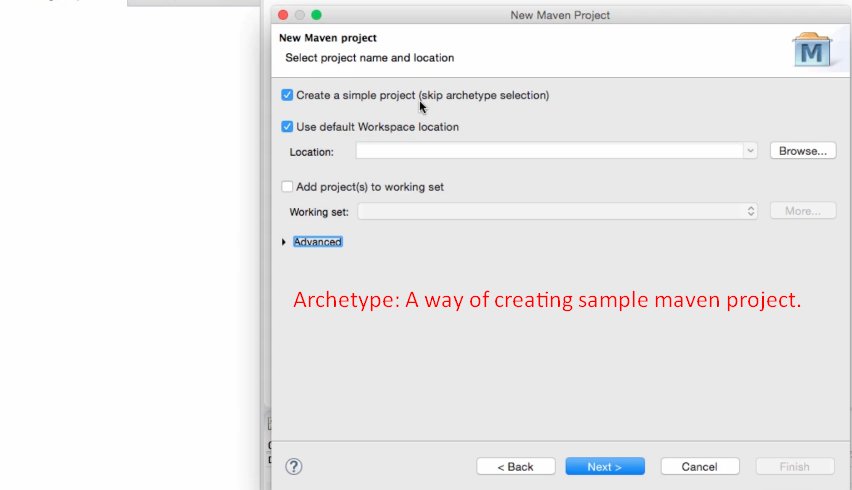 New Maven Project
New Maven project
Select project name and location
M
Create a simple project (skip archetype selection)
Use default Workspace location
Location:
Browse...
Add project(s) to working set
Working set:
More...
Advanced
Archetype: A way of creating sample maven project.
?
< Back
Next >
Cancel
Finish